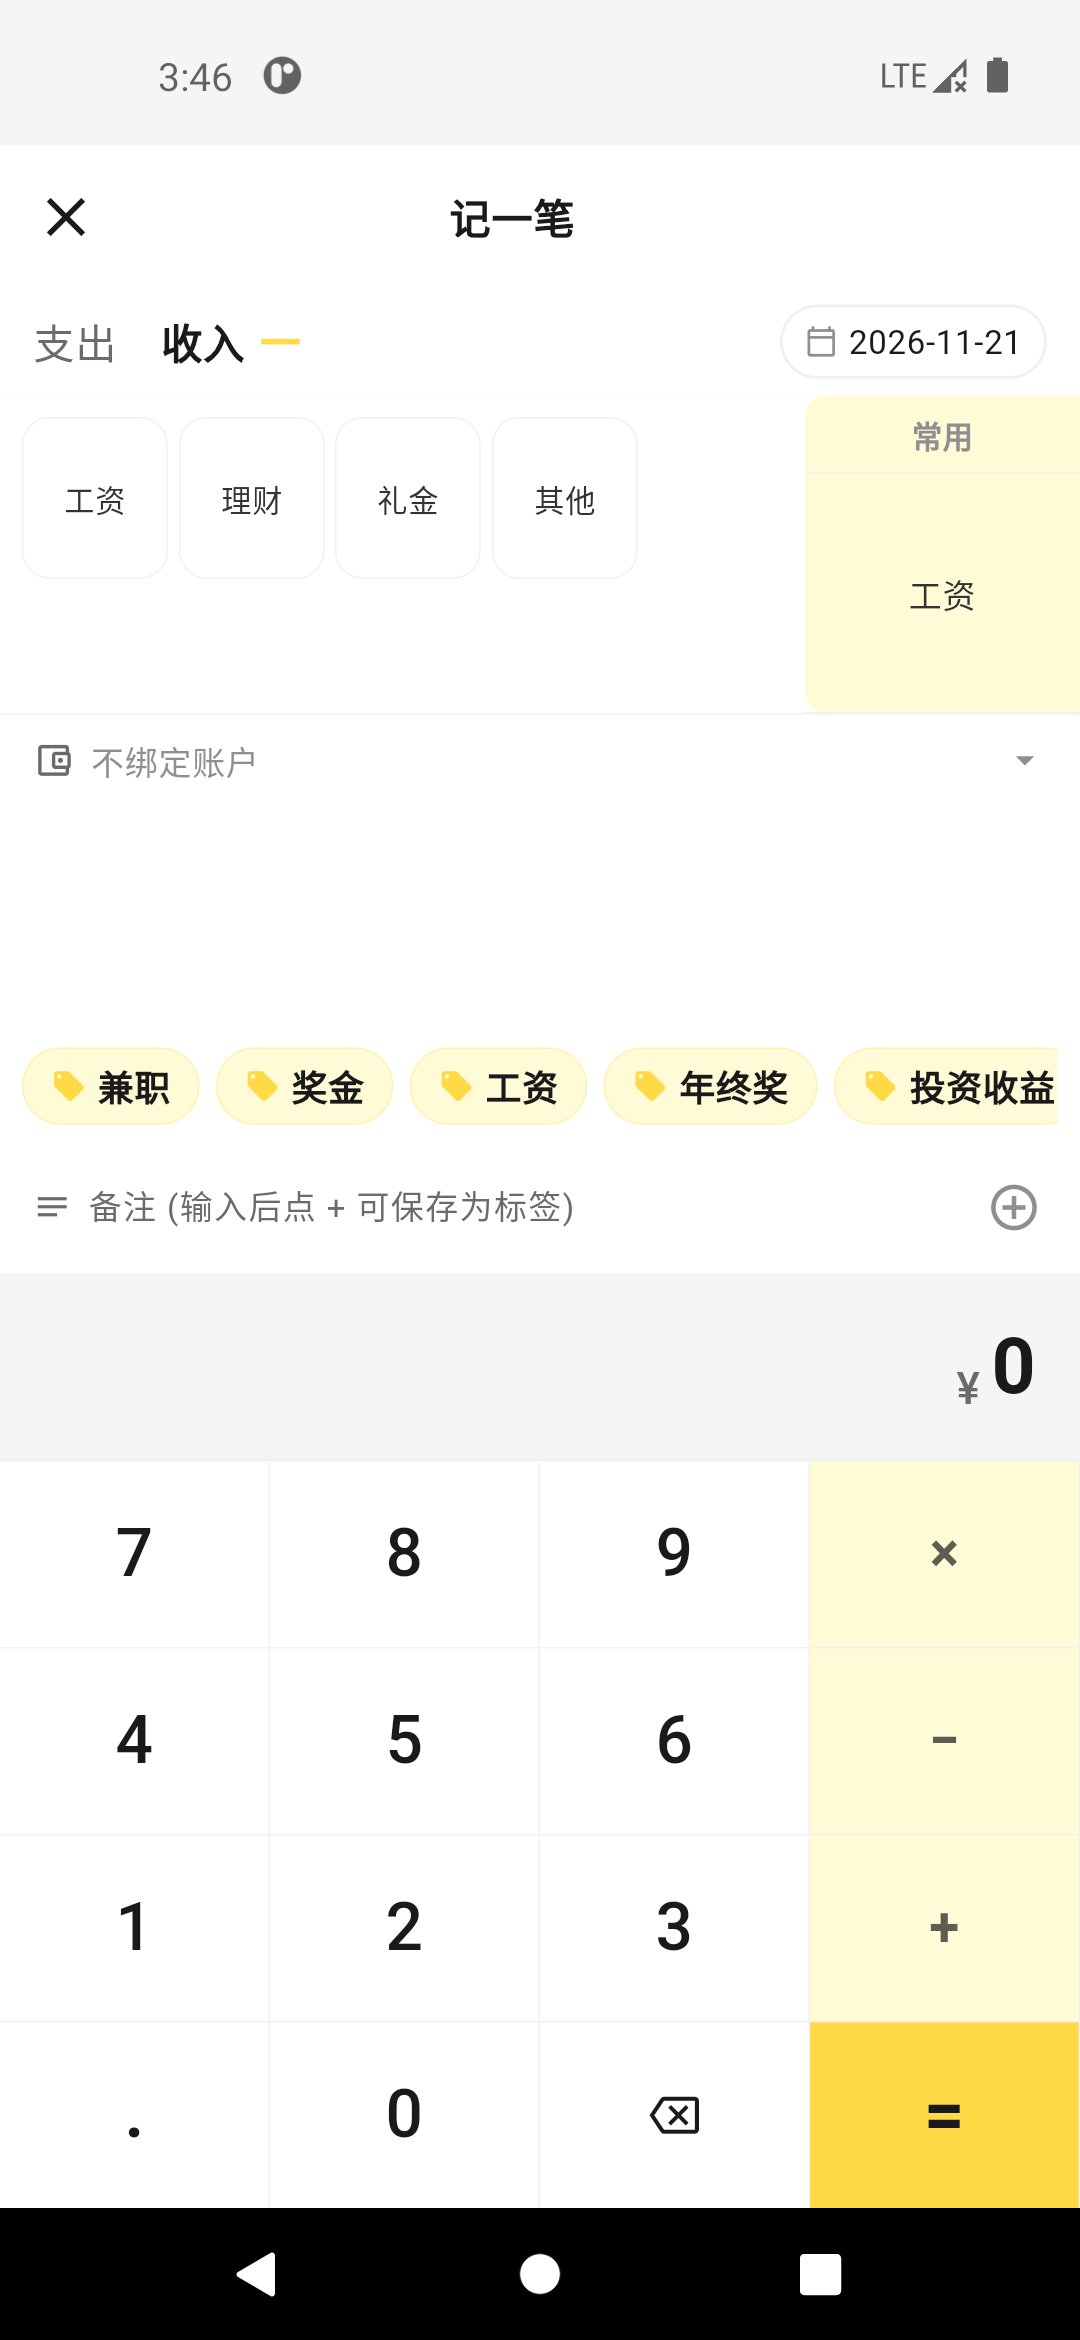 3:46 LTE
记一笔
支出 收入 2026-11-21
常用
工资 理财 礼金 其他
工资
不绑定账户
兼职 奖金 工资 年终奖 投资收益
备注 (输入后点 + 可保存为标签)
¥ 0
7 8 9 ×
4 5 6 −
1 2 3 +
. 0 =